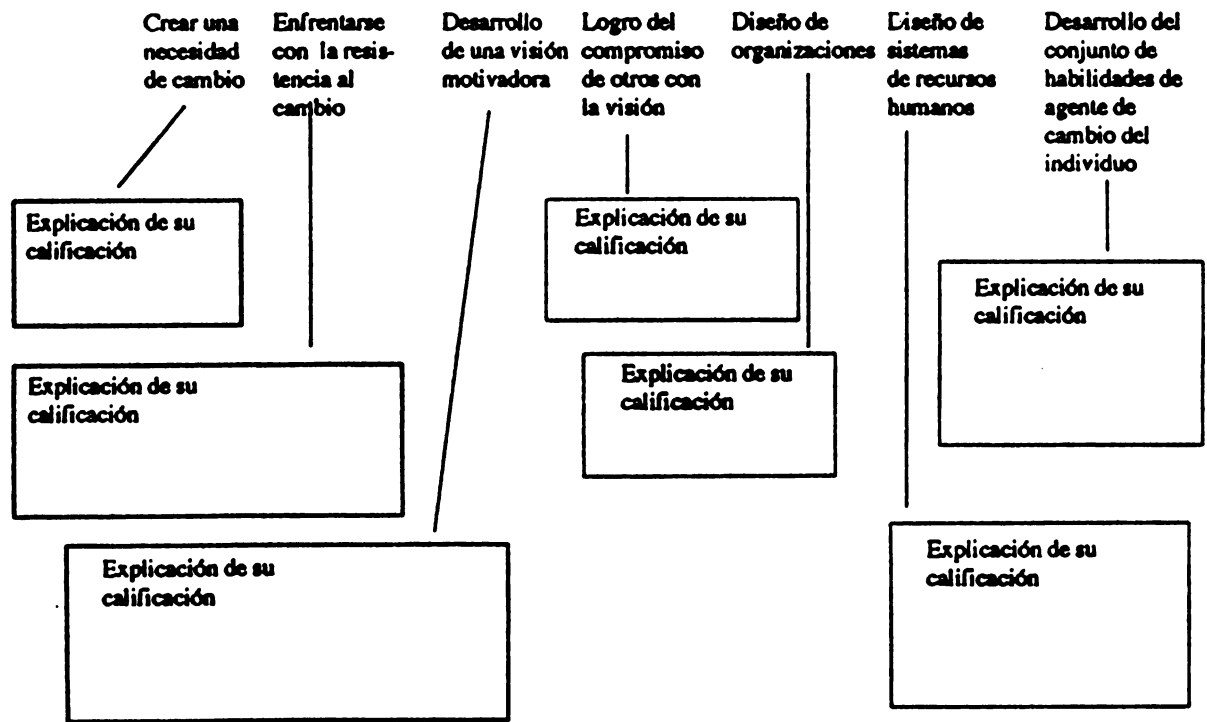 Crear una
necesidad
de cambio
Enfrentarse
con la resis-
tencia al
cambio
Desarrollo
de una visión
motivadora
Logro del
compromiso
de otros con
la visión
Diseño de
organizaciones
Diseño de
sistemas
de recursos
humanos
Desarrollo del
conjunto de
habilidades de
agente de
cambio del
individuo
Explicación de su
calificación
Explicación de su
calificación
Explicación de su
calificación
Explicación de su
calificación
Explicación de su
calificación
Explicación de su
calificación
Explicación de su
calificación